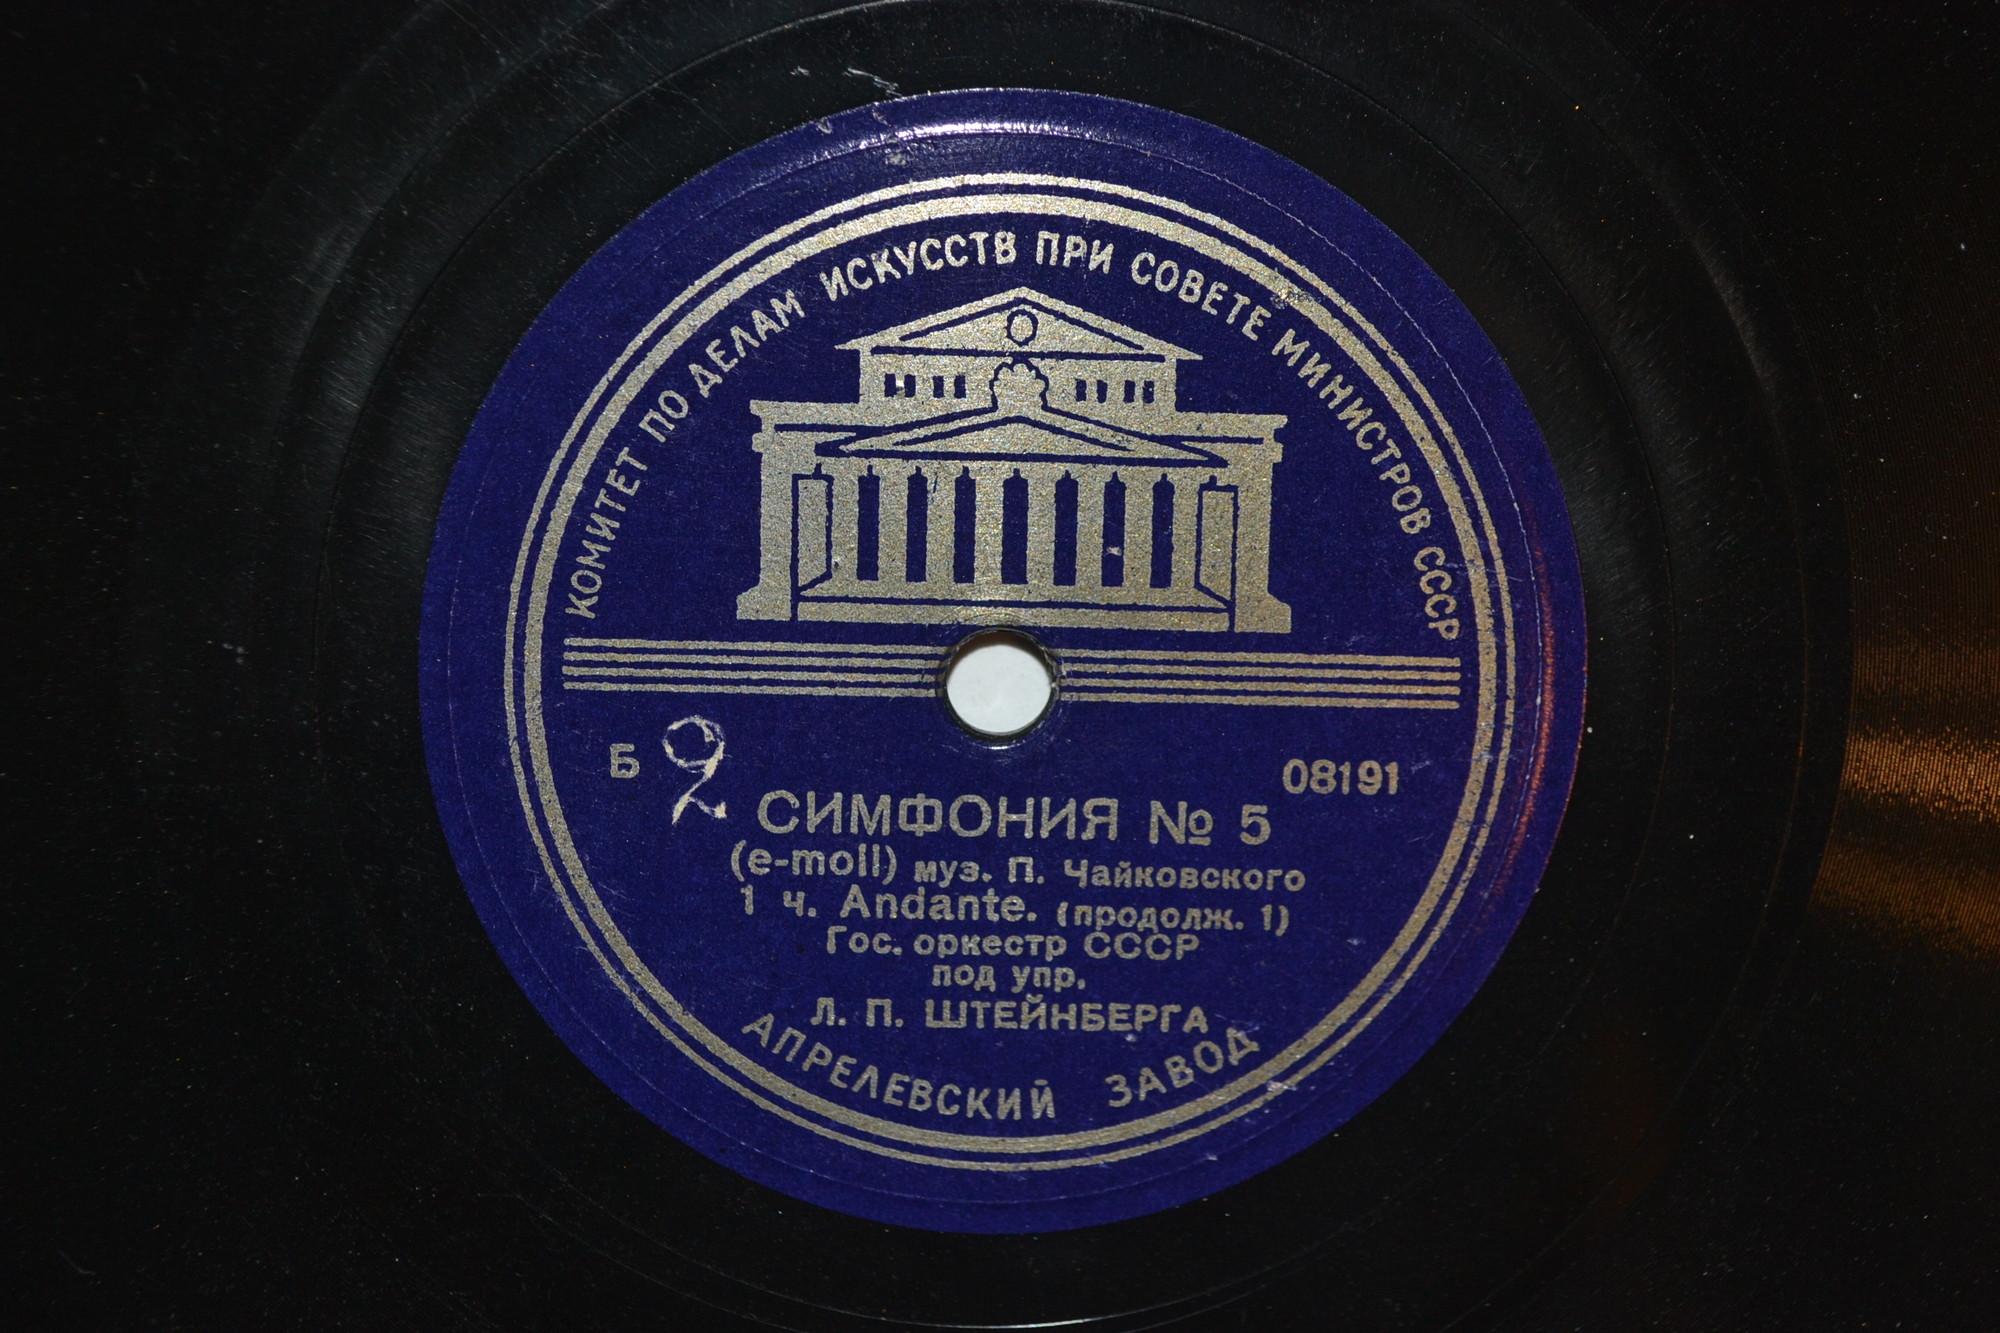 КОМИТЕТ ПО ДЕЛАМ ИСКУССТВ ПРИ СОВЕТЕ МИНИСТРОВ СССР
Б 2 08191
СИМФОНИЯ № 5
(e-moll) муз. П. Чайковского
1 ч. Andante. (продолж. 1)
Гос. оркестр СССР
под упр.
Л. П. ШТЕЙНБЕРГА
АПРЕЛЕВСКИЙ ЗАВОД